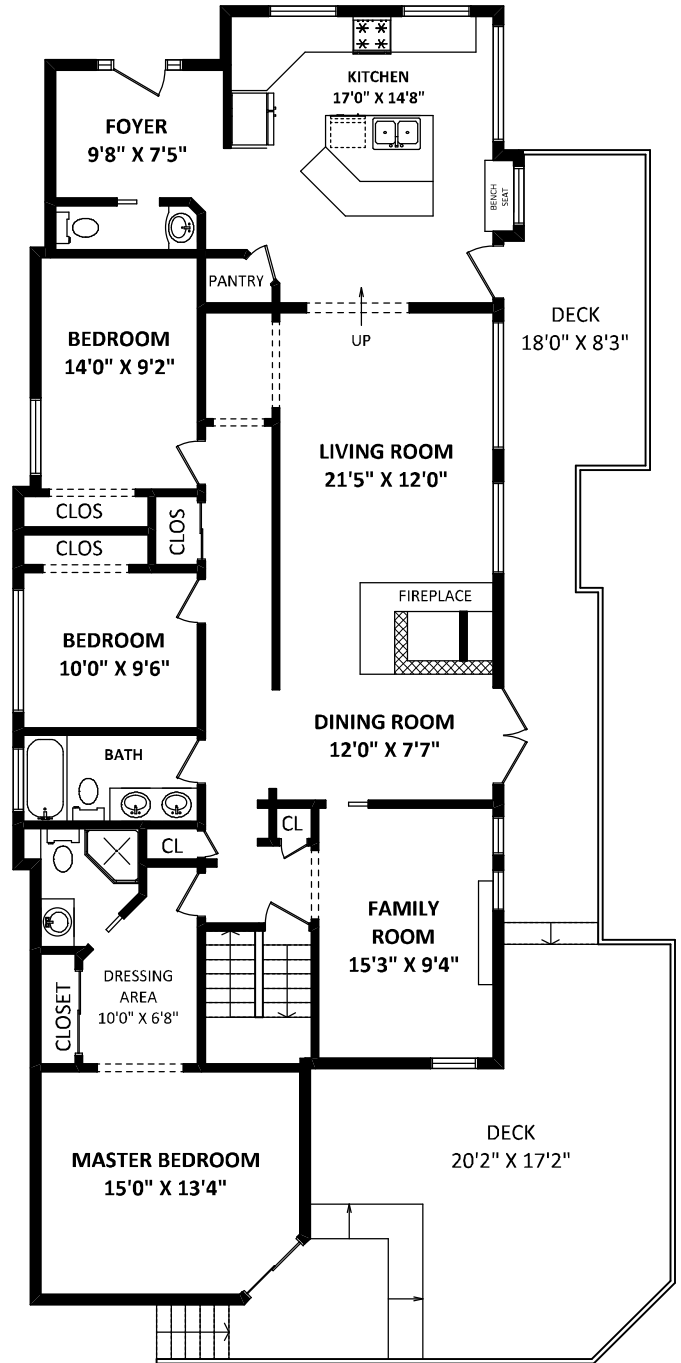 KITCHEN
17'0" X 14'8"
FOYER
9'8" X 7'5"
BENCH
SEAT
PANTRY
UP
DECK
18'0" X 8'3"
BEDROOM
14'0" X 9'2"
LIVING ROOM
21'5" X 12'0"
CLOS
CLOS
CLOS
FIREPLACE
BEDROOM
10'0" X 9'6"
DINING ROOM
12'0" X 7'7"
BATH
CL
CL
FAMILY
ROOM
15'3" X 9'4"
DRESSING
AREA
10'0" X 6'8"
CLOSET
DECK
20'2" X 17'2"
MASTER BEDROOM
15'0" X 13'4"